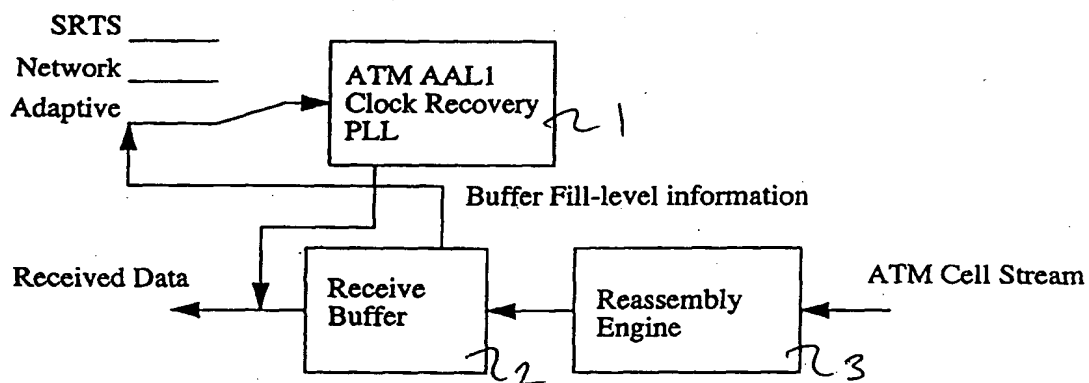 SRTS
Network
Adaptive
ATM AAL1
Clock Recovery
PLL
1
Buffer Fill-level information
Received Data
Receive
Buffer
2
Reassembly
Engine
3
ATM Cell Stream